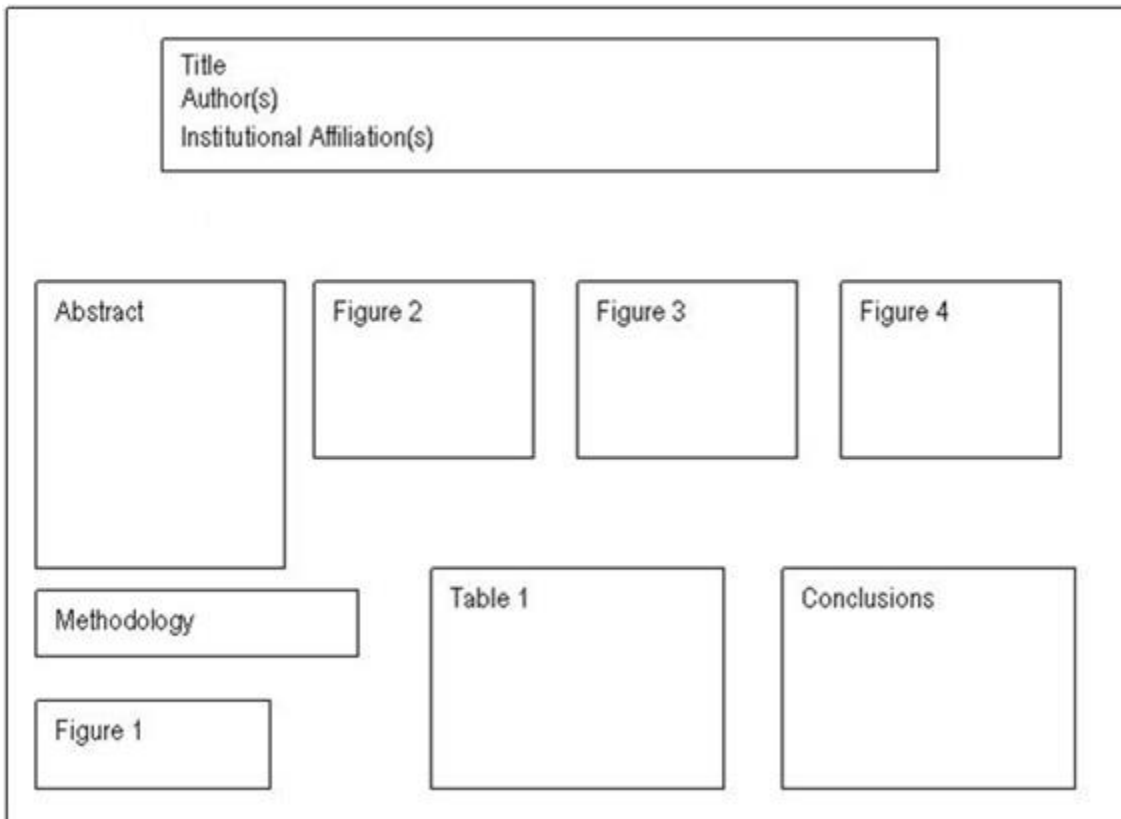 Title
Author(s)
Institutional Affiliation(s)
Abstract
Figure 2
Figure 3
Figure 4
Methodology
Table 1
Conclusions
Figure 1